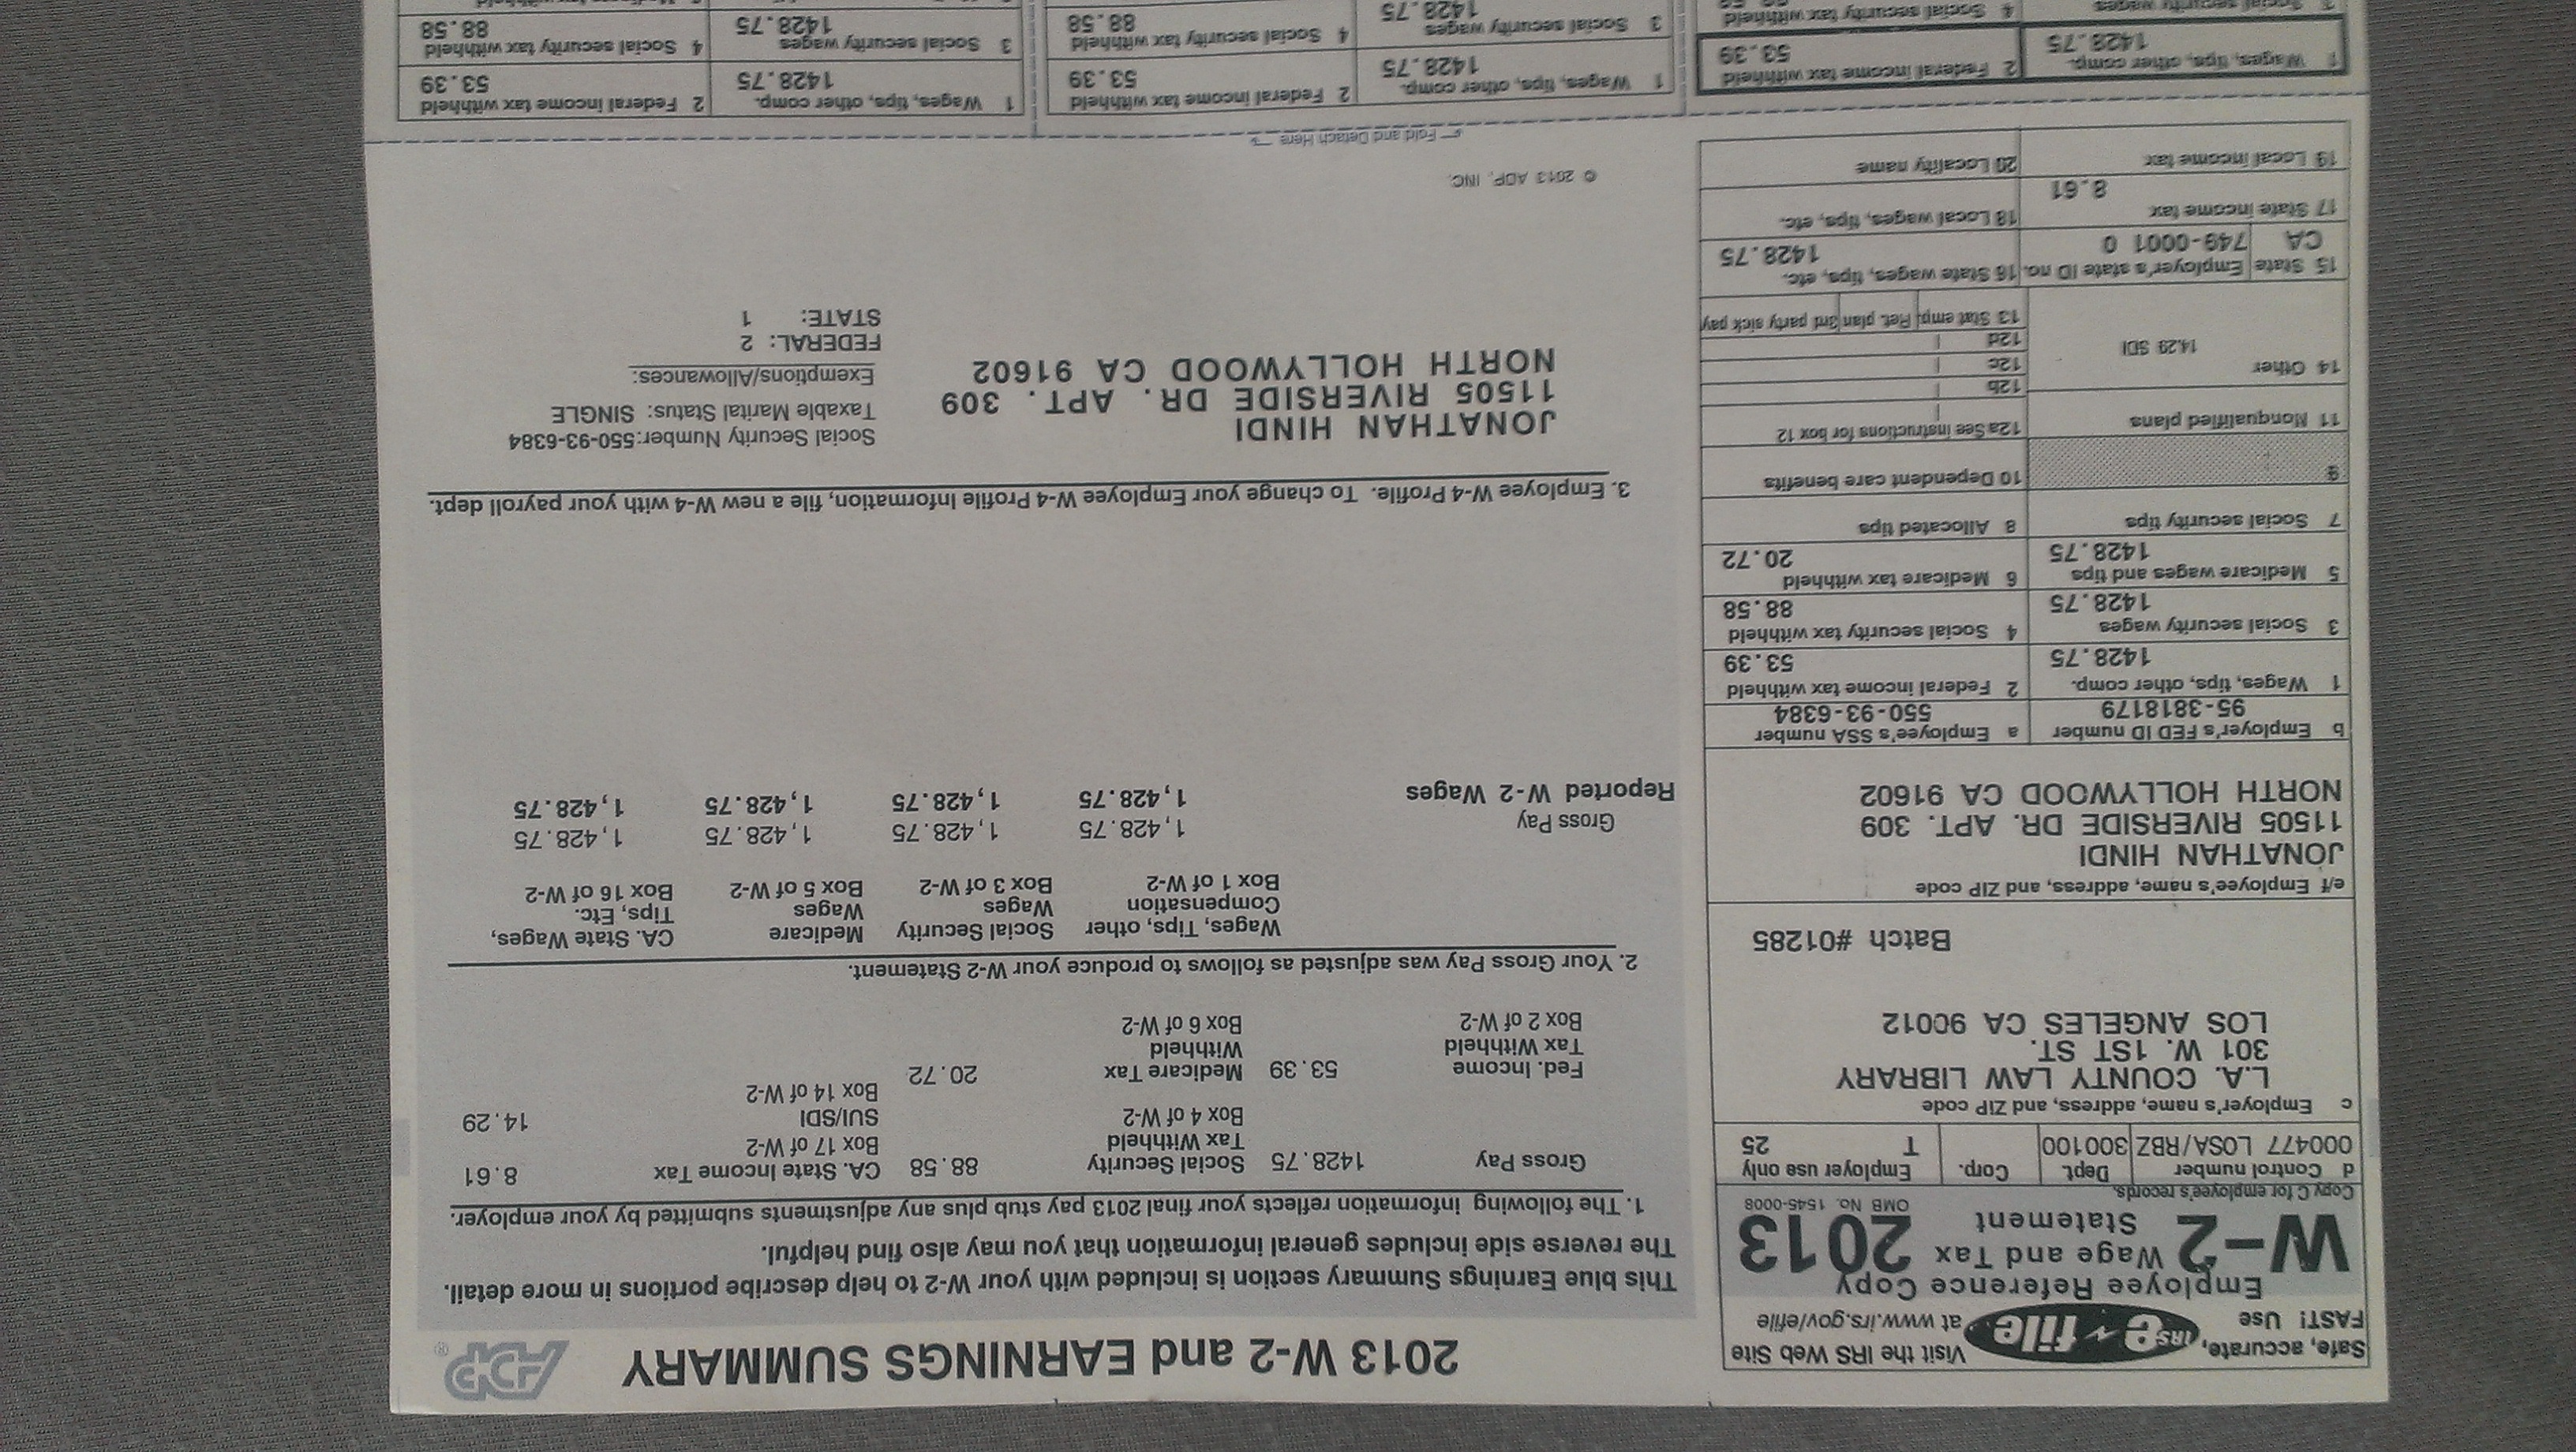 Safe, accurate,
FAST! Use
IRS e-file
Visit the IRS Web Site
at www.irs.gov/efile
Employee Reference Copy
W-2 Wage and Tax Statement 2013
OMB No. 1545-0008
Copy C for employee's records.
d Control number Dept. Corp. Employer use only
000477 LOSA/RBZ 300100 T 25
c Employer's name, address, and ZIP code
L.A. COUNTY LAW LIBRARY
301 W. 1ST ST.
LOS ANGELES CA 90012
Batch #01285
e/f Employee's name, address, and ZIP code
JONATHAN HINDI
11505 RIVERSIDE DR. APT. 309
NORTH HOLLYWOOD CA 91602
b Employer's FED ID number a Employee's SSA number
95-3818179 550-93-6384
1 Wages, tips, other comp. 2 Federal income tax withheld
1428.75 53.39
3 Social security wages 4 Social security tax withheld
1428.75 88.58
5 Medicare wages and tips 6 Medicare tax withheld
1428.75 20.72
7 Social security tips 8 Allocated tips
9 10 Dependent care benefits
11 Nonqualified plans 12a See instructions for box 12
14 Other 12b
14.29 SDI 12c
12d
13 Stat emp. Ret. plan 3rd party sick pay
15 State Employer's state ID no. 16 State wages, tips, etc.
CA 749-0001 0 1428.75
17 State income tax 18 Local wages, tips, etc.
8.61
19 Local income tax 20 Locality name
2013 W-2 and EARNINGS SUMMARY
ADP®
This blue Earnings Summary section is included with your W-2 to help describe portions in more detail.
The reverse side includes general information that you may also find helpful.
1. The following information reflects your final 2013 pay stub plus any adjustments submitted by your employer.
Gross Pay 1428.75 Social Security 88.58 CA. State Income Tax 8.61
Tax Withheld Box 17 of W-2
Box 4 of W-2 SUI/SDI 14.29
Box 14 of W-2
Fed. Income 53.39 Medicare Tax 20.72
Tax Withheld Withheld
Box 2 of W-2 Box 6 of W-2
2. Your Gross Pay was adjusted as follows to produce your W-2 Statement.
Wages, Tips, other Social Security Medicare CA. State Wages,
Compensation Wages Wages Tips, Etc.
Box 1 of W-2 Box 3 of W-2 Box 5 of W-2 Box 16 of W-2
Gross Pay 1,428.75 1,428.75 1,428.75 1,428.75
Reported W-2 Wages 1,428.75 1,428.75 1,428.75 1,428.75
3. Employee W-4 Profile. To change your Employee W-4 Profile Information, file a new W-4 with your payroll dept.
JONATHAN HINDI
11505 RIVERSIDE DR. APT. 309
NORTH HOLLYWOOD CA 91602
Social Security Number:550-93-6384
Taxable Marital Status: SINGLE
Exemptions/Allowances:
FEDERAL: 2
STATE: 1
© 2013 ADP, INC.
Fold and Detach Here
1 Wages, tips, other comp. 2 Federal income tax withheld
1428.75 53.39
3 Social security wages 4 Social security tax withheld
1 Wages, tips, other comp. 2 Federal income tax withheld
1428.75 53.39
3 Social security wages 4 Social security tax withheld
1428.75 88.58
1 Wages, tips, other comp. 2 Federal income tax withheld
1428.75 53.39
3 Social security wages 4 Social security tax withheld
1428.75 88.58